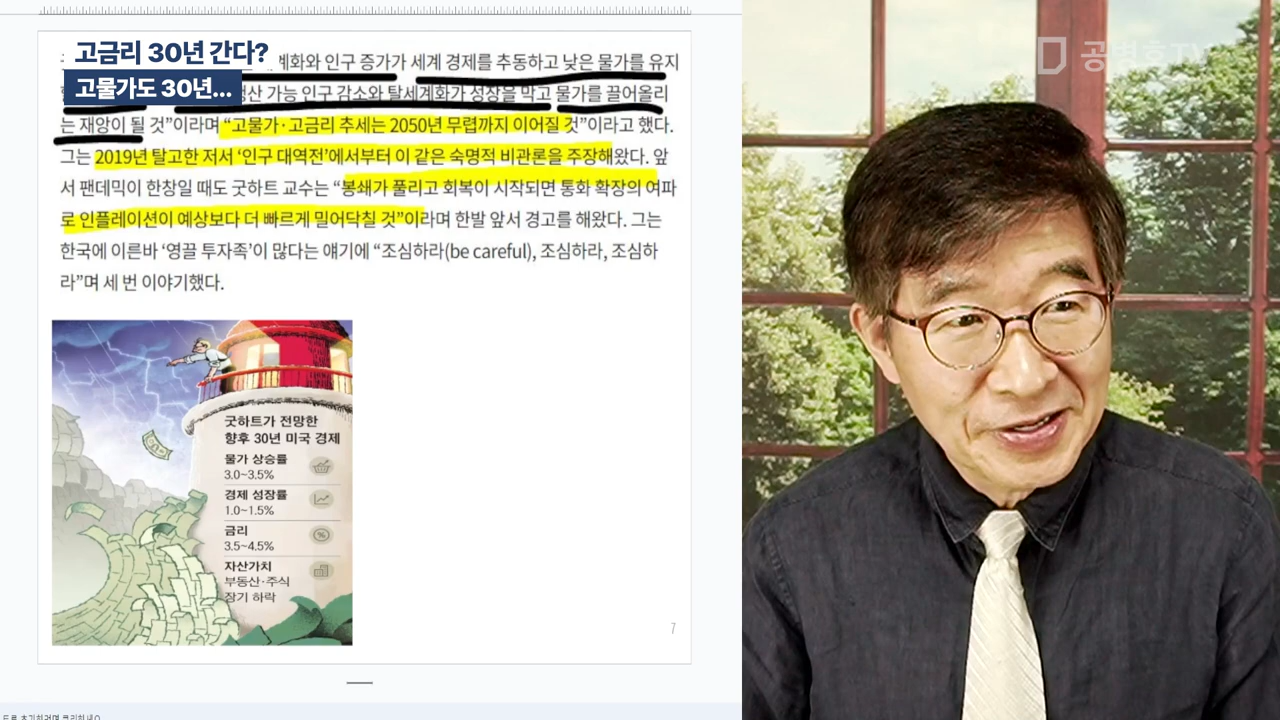 고금리 30년 간다?
고물가도 30년...
계화와 인구 증가가 세계 경제를 추동하고 낮은 물가를 유지
산 가능 인구 감소와 탈세계화가 성장을 막고 물가를 끌어올리
는 재앙이 될 것”이라며 “고물가·고금리 추세는 2050년 무렵까지 이어질 것”이라고 했다.
그는 2019년 탈고한 저서 ‘인구 대역전’에서부터 이 같은 숙명적 비관론을 주장해왔다. 앞
서 팬데믹이 한창일 때도 굿하트 교수는 “봉쇄가 풀리고 회복이 시작되면 통화 확장의 여파
로 인플레이션이 예상보다 더 빠르게 밀어닥칠 것”이라며 한발 앞서 경고를 해왔다. 그는
한국에 이른바 ‘영끌 투자족’이 많다는 얘기에 “조심하라(be careful), 조심하라, 조심하
라”며 세 번 이야기했다.
굿하트가 전망한
향후 30년 미국 경제
물가 상승률
3.0~3.5%
경제 성장률
1.0~1.5%
금리
3.5~4.5%
자산가치
부동산·주식
장기 하락
7
공병호TV